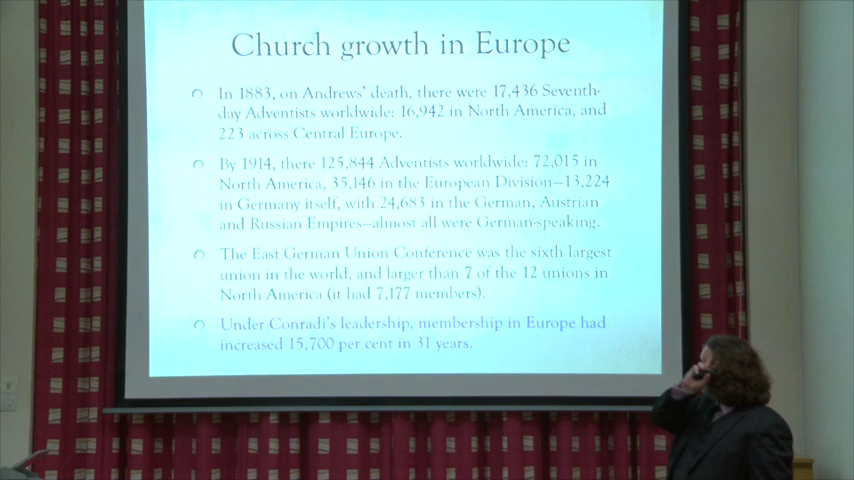 Church growth in Europe
In 1883, on Andrews' death, there were 17,436 Seventh-
day Adventists worldwide: 16,942 in North America, and
223 across Central Europe.
By 1914, there 125,844 Adventists worldwide: 72,015 in
North America, 35,146 in the European Division—13,224
in Germany itself, with 24,683 in the German, Austrian
and Russian Empires—almost all were German-speaking.
The East German Union Conference was the sixth largest
union in the world, and larger than 7 of the 12 unions in
North America (it had 7,177 members).
Under Conradi's leadership, membership in Europe had
increased 15,700 per cent in 31 years.